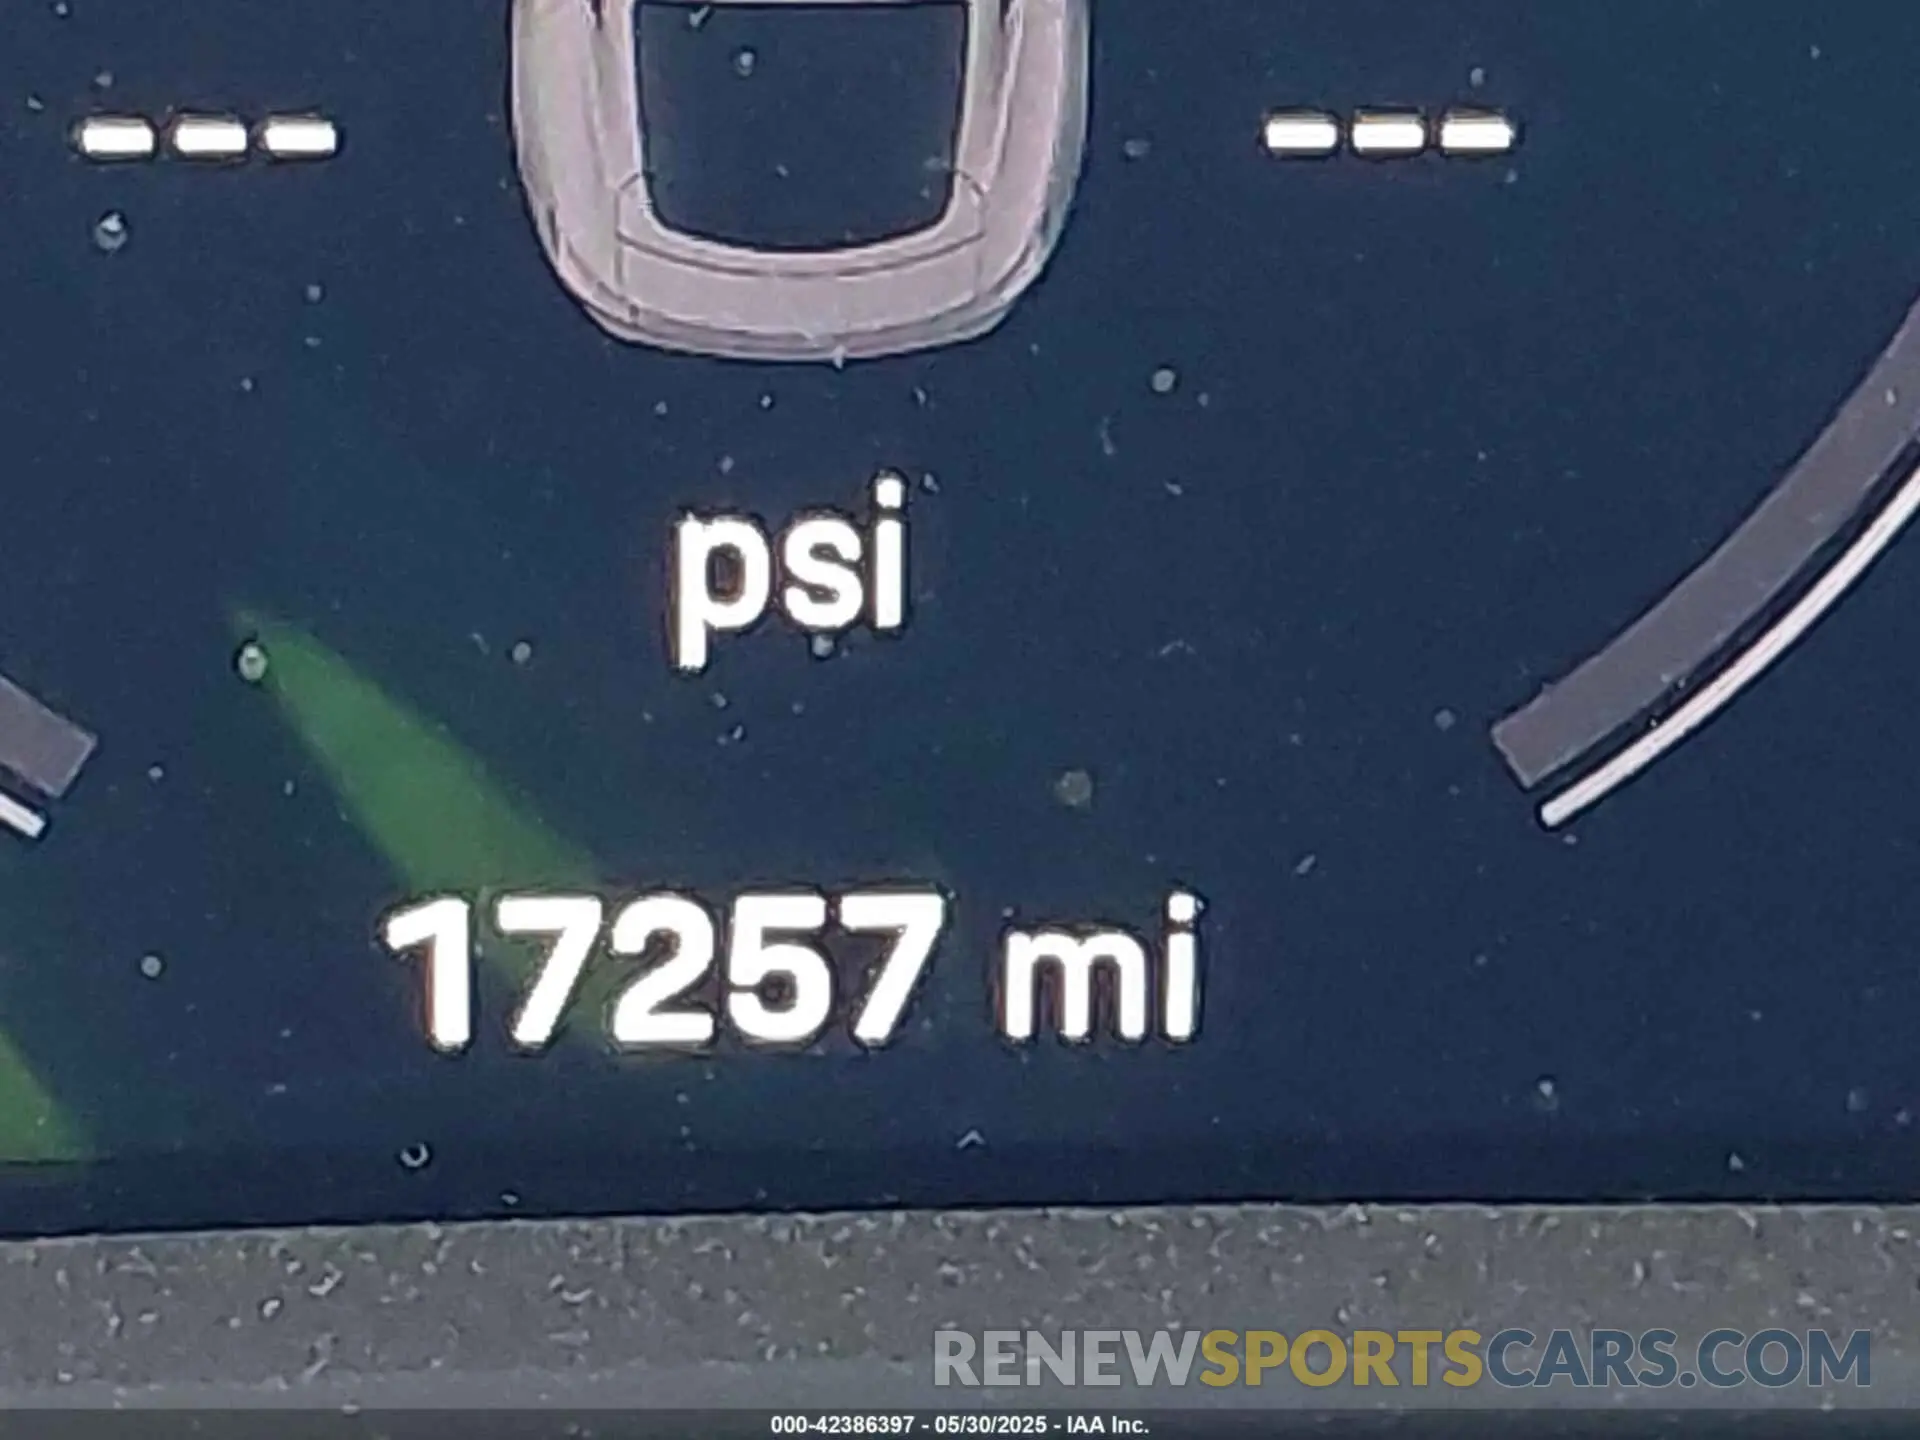 --- ---
psi
17257 mi
RENEWSPORTSCARS.COM
000-42386397 - 05/30/2025 - IAA Inc.